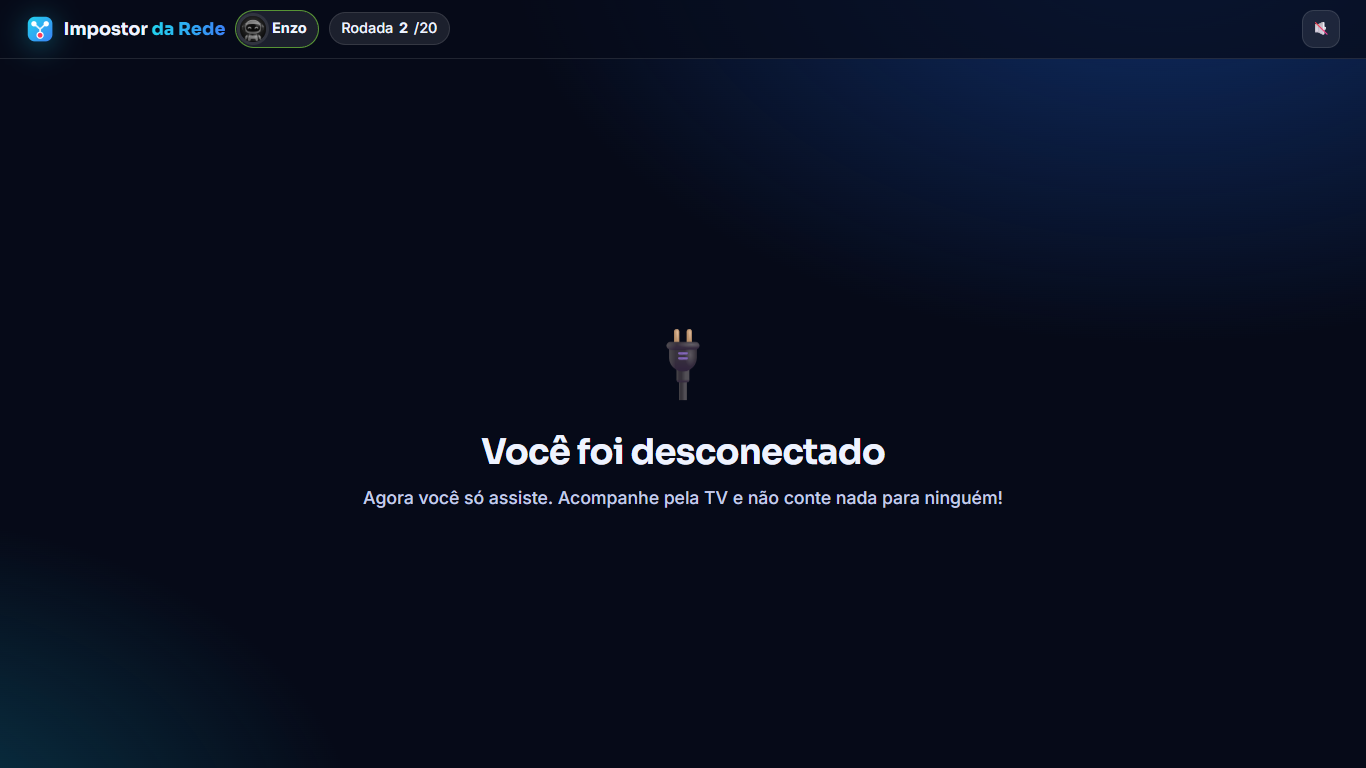 Impostor da Rede Enzo Rodada 2 /20
Você foi desconectado
Agora você só assiste. Acompanhe pela TV e não conte nada para ninguém!